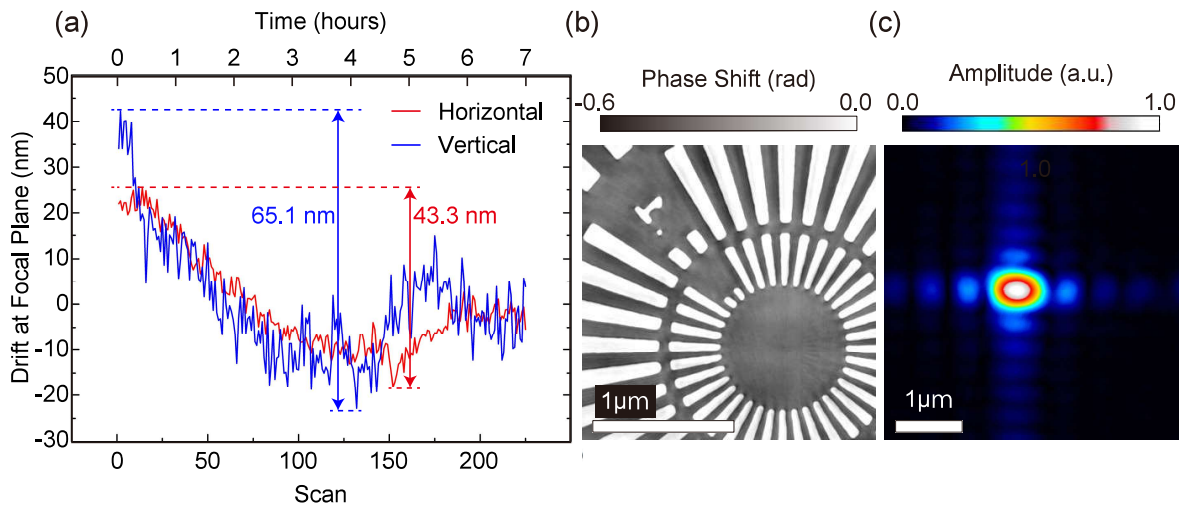 (a)
Time (hours)
0 1 2 3 4 5 6 7
50
40
30
20
10
0
-10
-20
-30
Drift at Focal Plane (nm)
Horizontal
Vertical
65.1 nm
43.3 nm
0 50 100 150 200
Scan
(b)
Phase Shift (rad)
-0.6 0.0
1μm
(c)
Amplitude (a.u.)
0.0 1.0
1.0
1μm